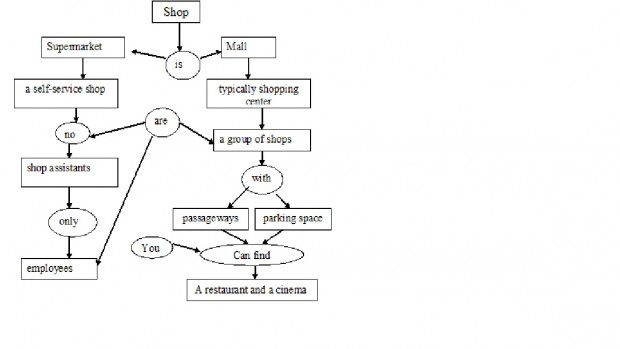 Shop
Supermarket
Mall
is
a self-service shop
typically shopping
center
are
no
a group of shops
shop assistants
with
only
passageways
parking space
You
Can find
employees
A restaurant and a cinema